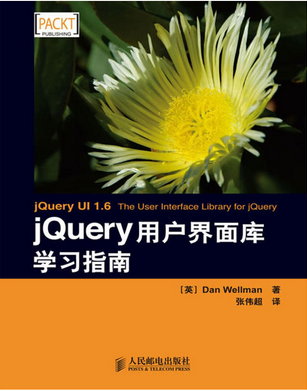 [PACKT]
PUBLISHING
jQuery UI 1.6 The User Interface Library for jQuery
jQuery用户界面库
学习指南
[英] Dan Wellman 著
张伟超 译
人民邮电出版社
POSTS & TELECOM PRESS